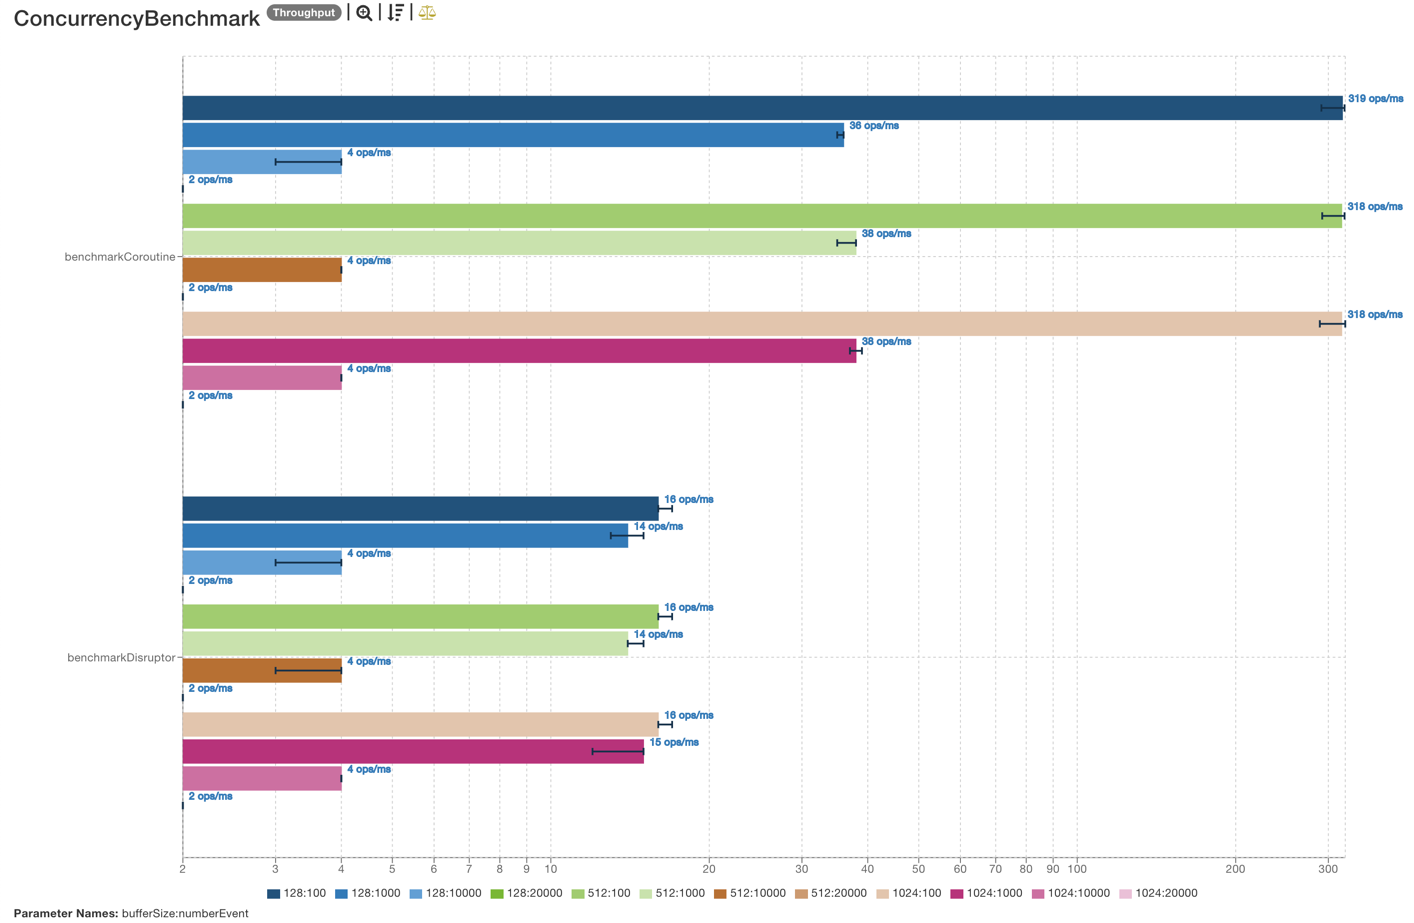 ConcurrencyBenchmark Throughput
319 ops/ms
36 ops/ms
4 ops/ms
2 ops/ms
318 ops/ms
38 ops/ms
benchmarkCoroutine
4 ops/ms
2 ops/ms
318 ops/ms
38 ops/ms
4 ops/ms
2 ops/ms
16 ops/ms
14 ops/ms
4 ops/ms
2 ops/ms
16 ops/ms
14 ops/ms
benchmarkDisruptor
4 ops/ms
2 ops/ms
16 ops/ms
15 ops/ms
4 ops/ms
2 ops/ms
2 3 4 5 6 7 8 9 10 20 30 40 50 60 70 80 90 100 200 300
128:100 128:1000 128:10000 128:20000 512:100 512:1000 512:10000 512:20000 1024:100 1024:1000 1024:10000 1024:20000
Parameter Names: bufferSize:numberEvent